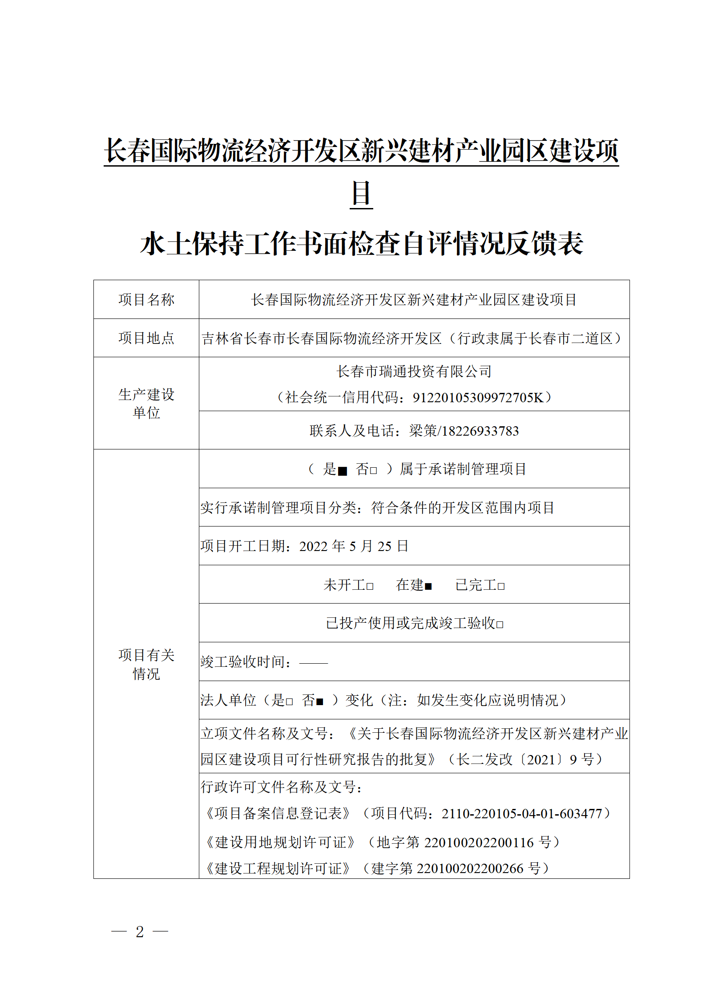 长春国际物流经济开发区新兴建材产业园区建设项
目
水土保持工作书面检查自评情况反馈表
项目名称
长春国际物流经济开发区新兴建材产业园区建设项目
项目地点
吉林省长春市长春国际物流经济开发区（行政隶属于长春市二道区）
生产建设
单位
长春市瑞通投资有限公司
（社会统一信用代码：91220105309972705K）
联系人及电话：梁策/18226933783
项目有关
情况
（ 是■ 否□ ）属于承诺制管理项目
实行承诺制管理项目分类：符合条件的开发区范围内项目
项目开工日期：2022 年 5 月 25 日
未开工□ 在建■ 已完工□
已投产使用或完成竣工验收□
竣工验收时间：——
法人单位（是□ 否■ ）变化（注：如发生变化应说明情况）
立项文件名称及文号：《关于长春国际物流经济开发区新兴建材产业
园区建设项目可行性研究报告的批复》（长二发改〔2021〕9 号）
行政许可文件名称及文号：
《项目备案信息登记表》（项目代码：2110-220105-04-01-603477）
《建设用地规划许可证》（地字第 220100202200116 号）
《建设工程规划许可证》（建字第 220100202200266 号）
— 2 —